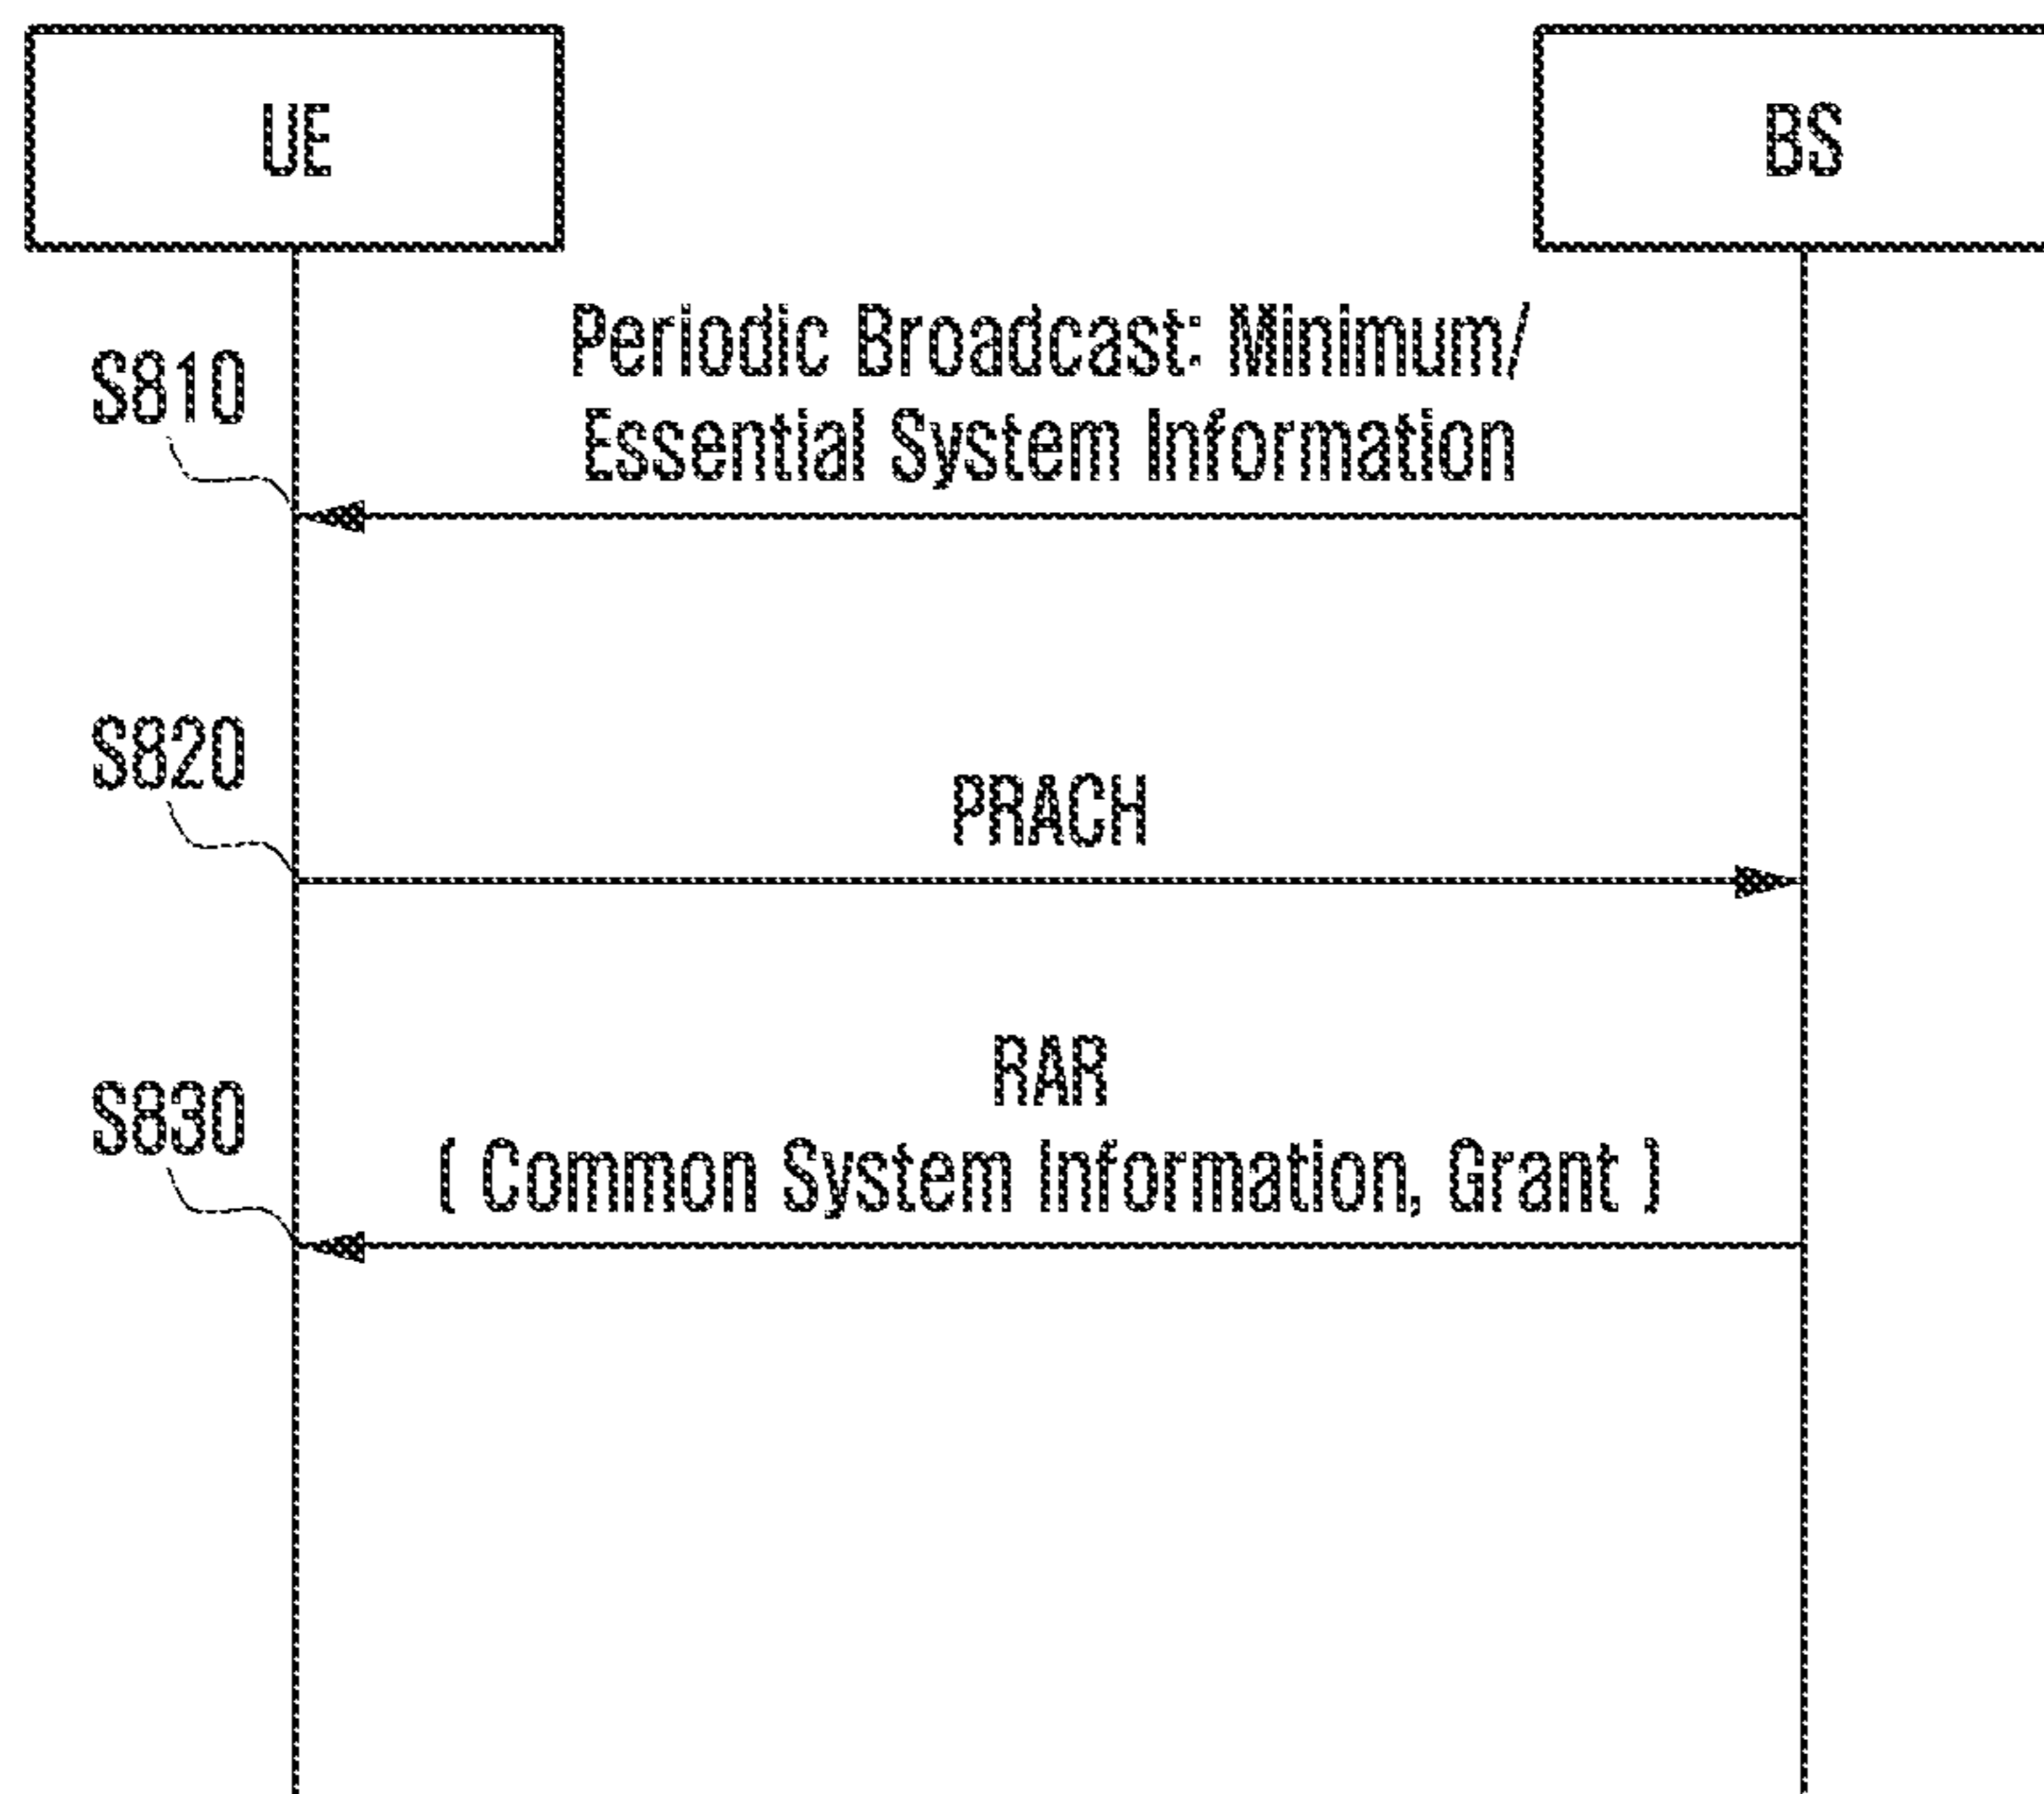 UE
BS
Periodic Broadcast: Minimum/
Essential System Information
S810
S820
PRACH
RAR
S830
( Common System Information, Grant )